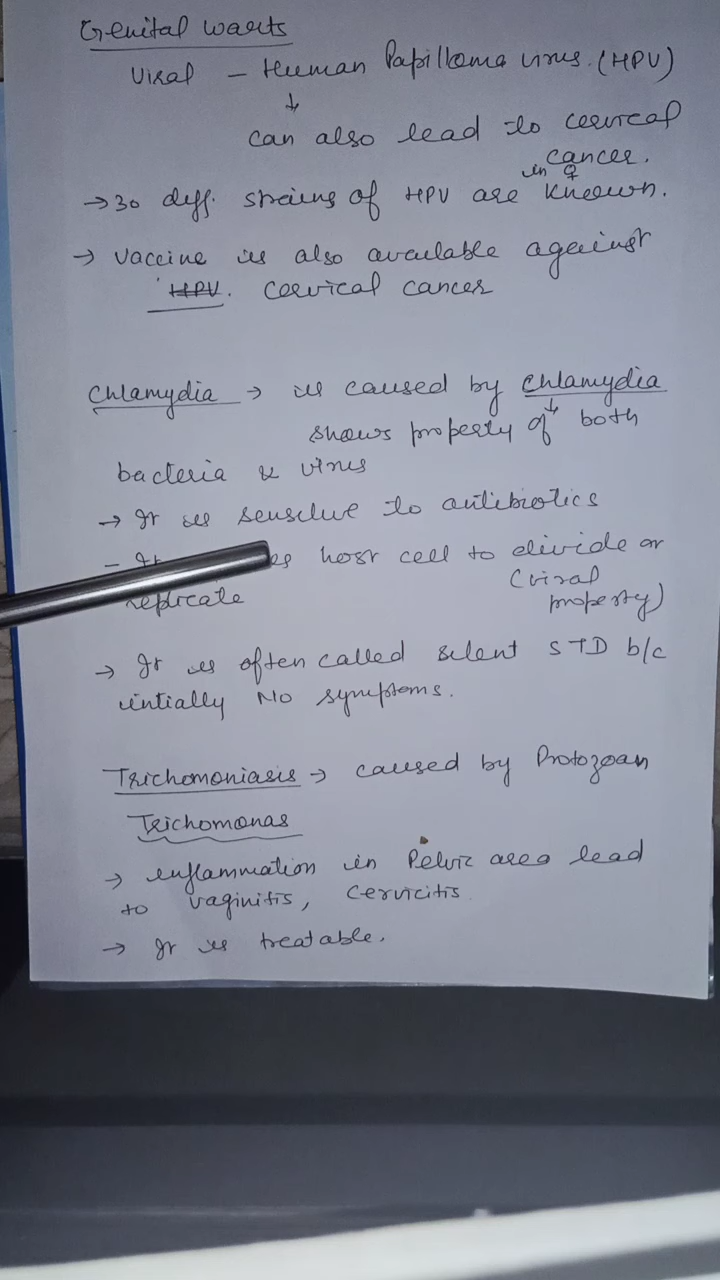 Genital warts
Viral – Human Papilloma virus. (HPV)
↓
can also lead to cervical
cancer.
in ♀
→ 30 diff. strains of HPV are known.
→ vaccine is also available against
HPV. cervical cancer
Chlamydia → is caused by Chlamydia
↓
shows property of both
bacteria & virus
→ It is sensitive to antibiotics
– It host cell to divide or
replicate (viral
property)
→ It is often called silent STD b/c
intially No symptoms.
Trichomoniasis → caused by Protozoan
Trichomonas
→ inflammation in Pelvic area lead
to vaginitis, cervicitis
→ It is treatable.